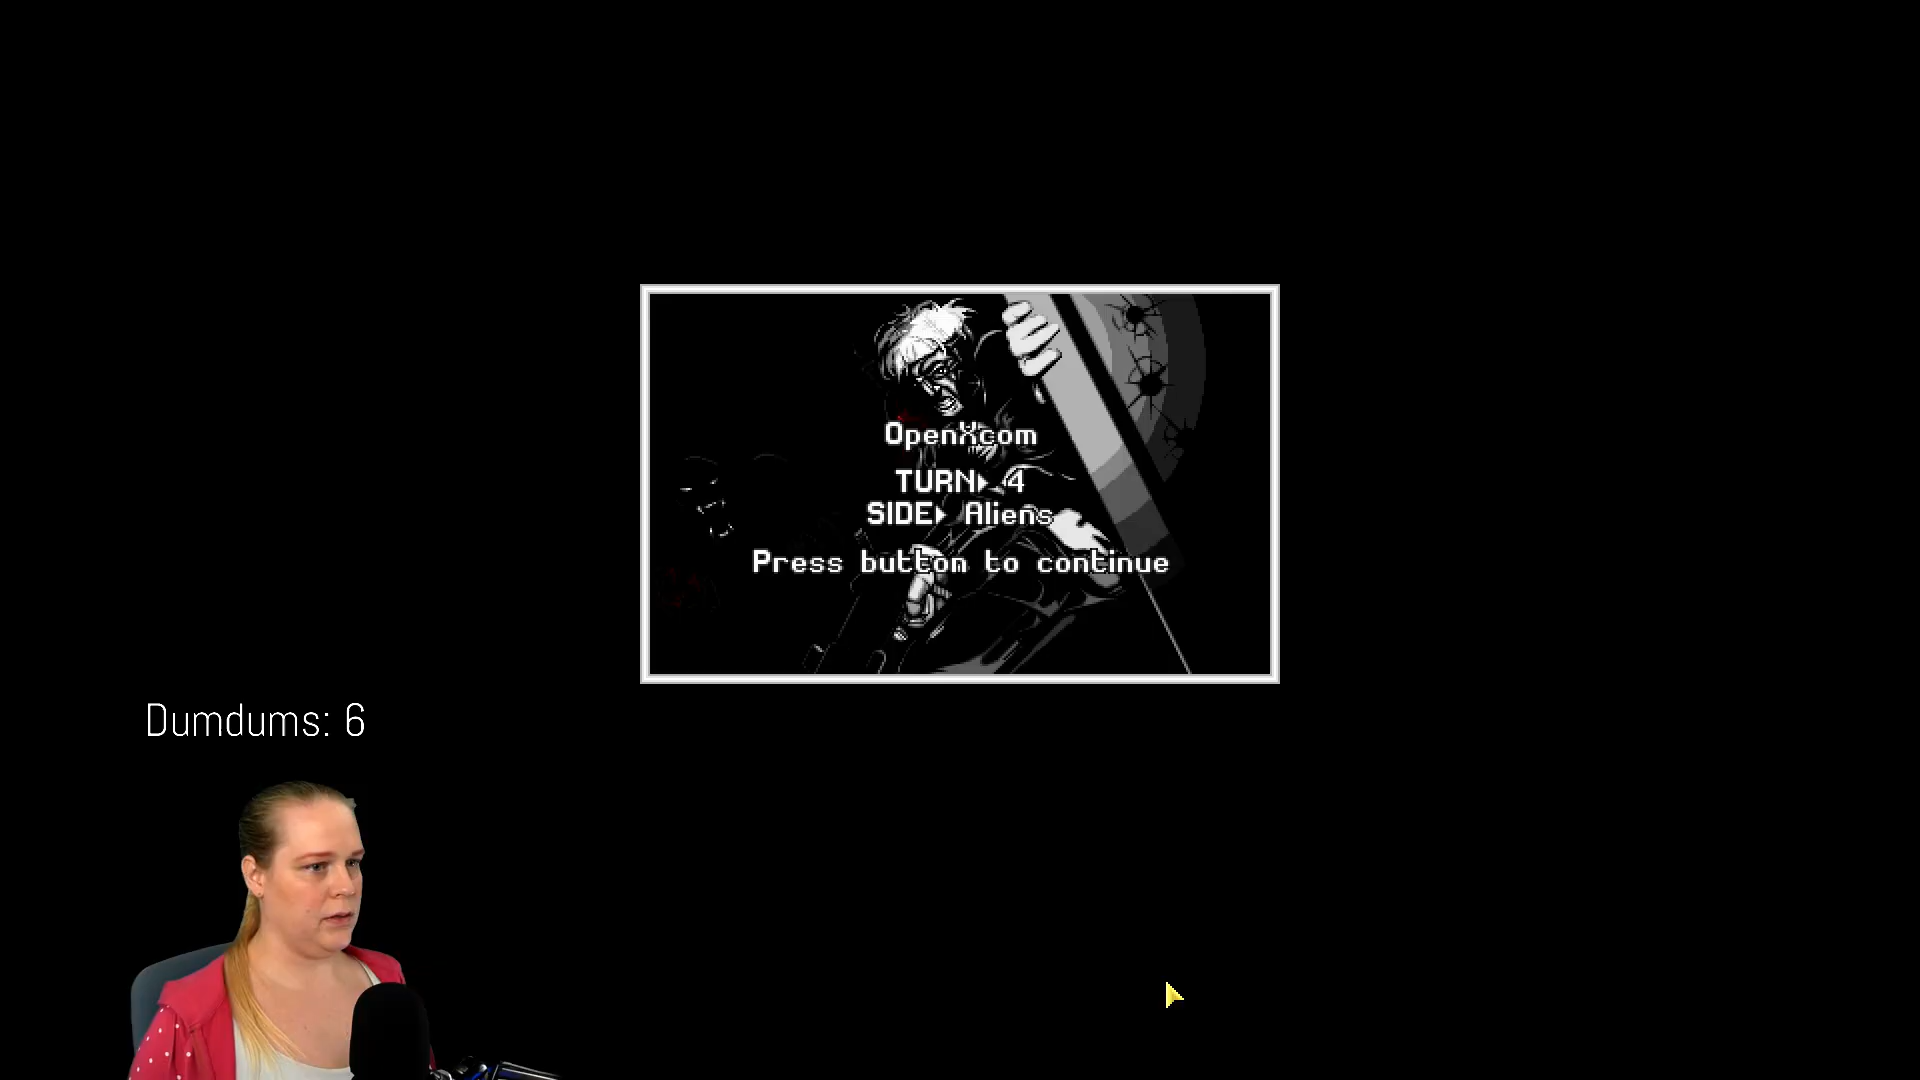 OpenXcom
TURN▸ 4
SIDE▸ Aliens
Press button to continue
Dumdums: 6